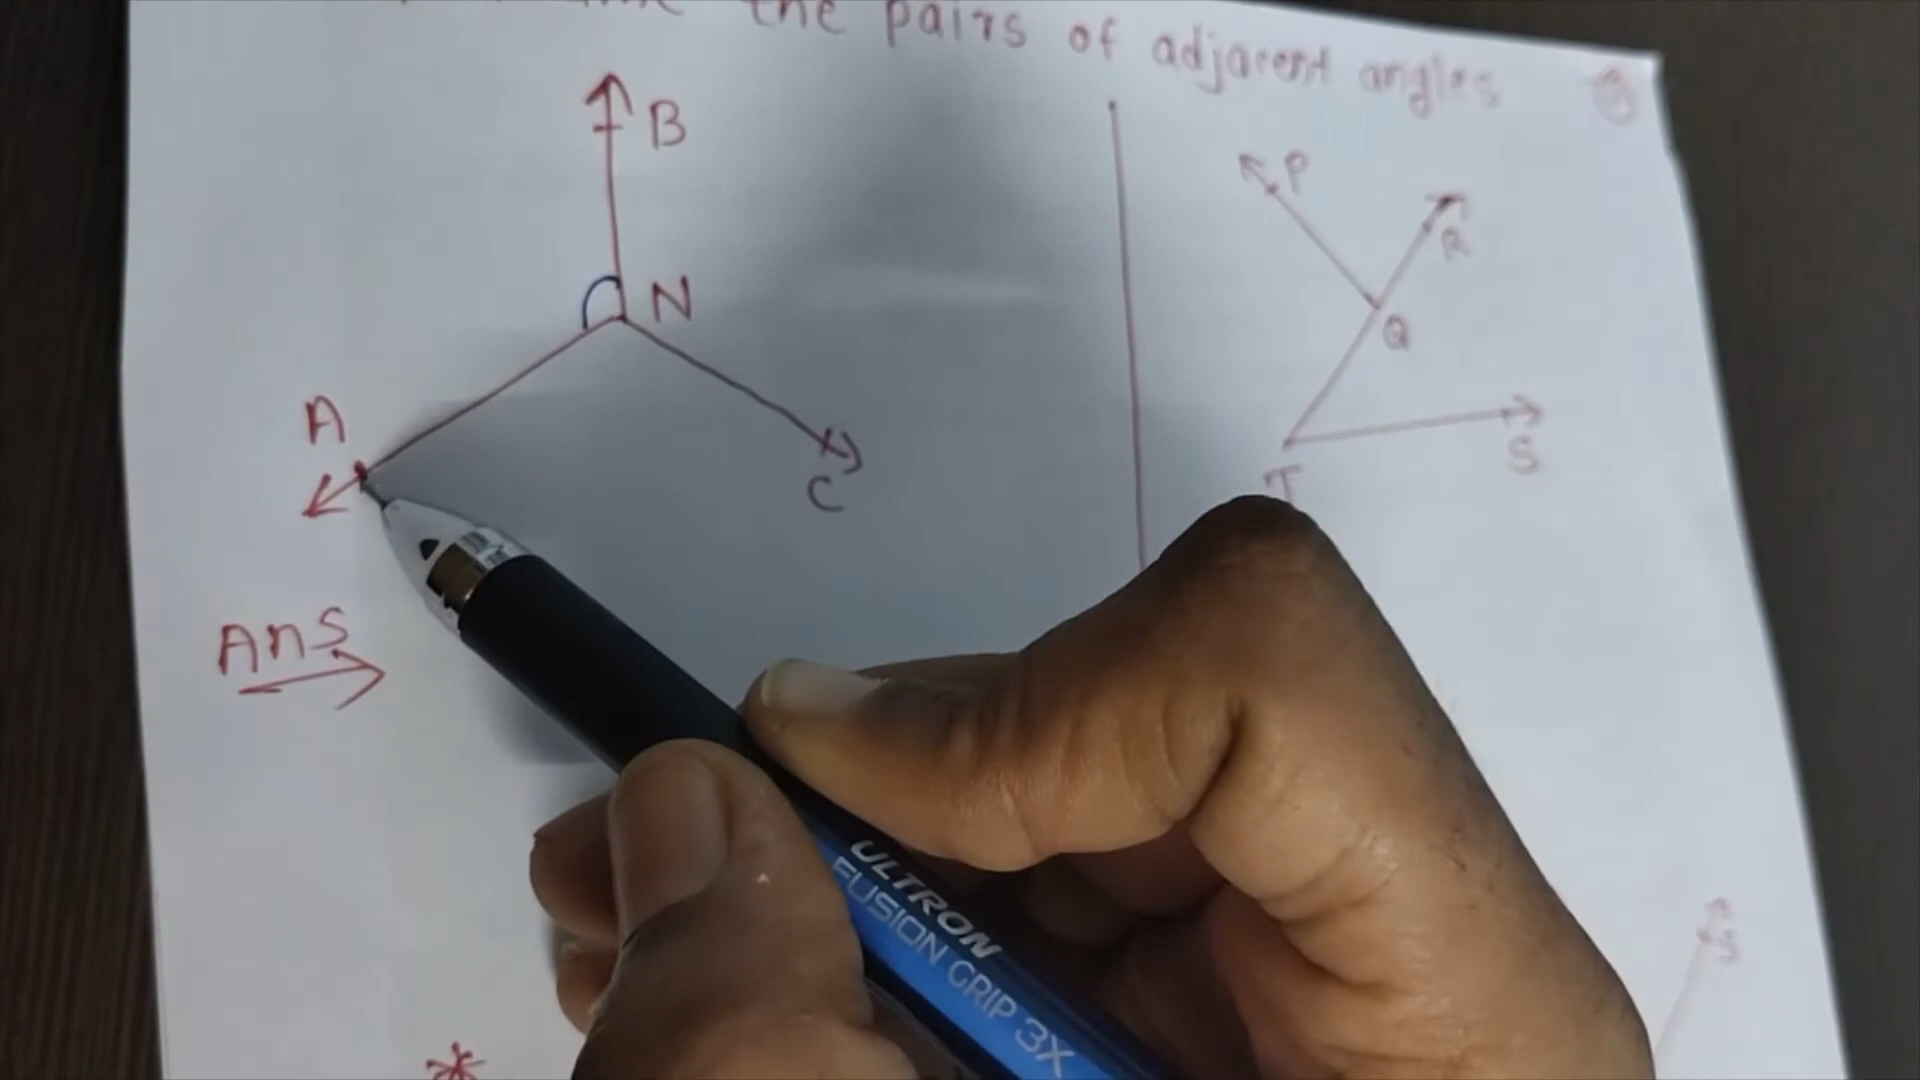 the pairs of adjacent angles
B
N
A
C
P
R
Q
T
S
Ans
ULTRON
FUSION GRIP 3X
*